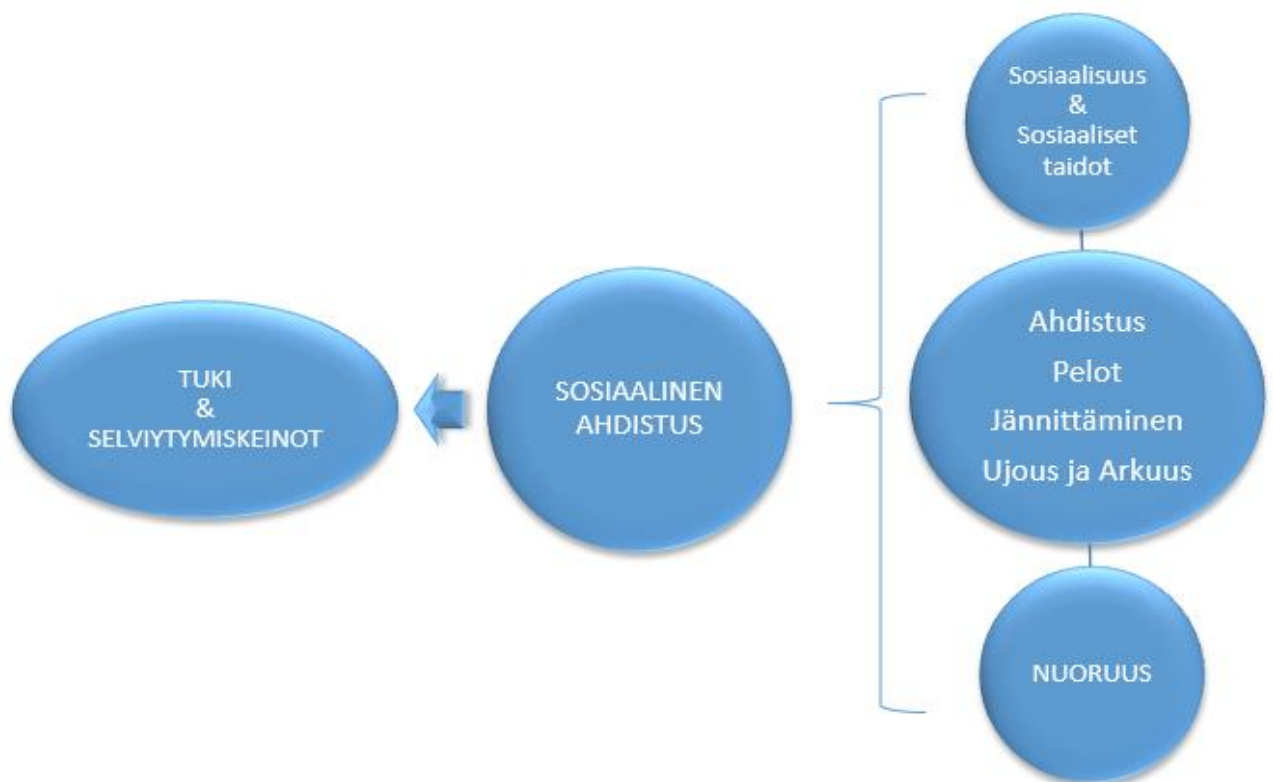 TUKI
&
SELVIYTYMISKEINOT
SOSIAALINEN
AHDISTUS
Sosiaalisuus
&
Sosiaaliset
taidot
Ahdistus
Pelot
Jännittäminen
Ujous ja Arkuus
NUORUUS